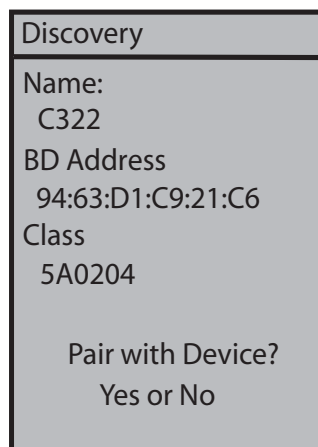 Discovery
Name:
C322
BD Address
94:63:D1:C9:21:C6
Class
5A0204
Pair with Device?
Yes or No